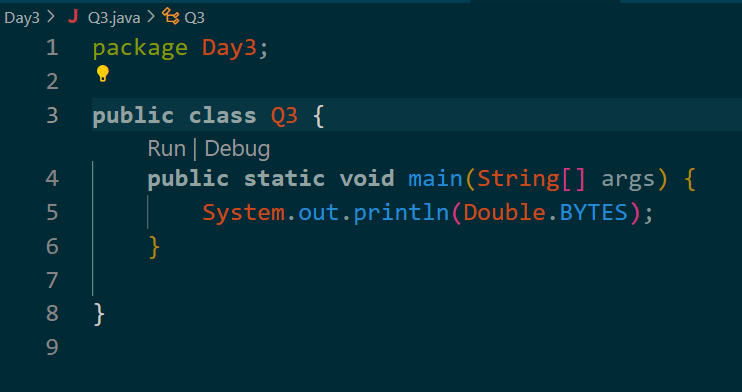 Day3 > J Q3.java > Q3
1 package Day3;
2
3 public class Q3 {
Run | Debug
4 public static void main(String[] args) {
5 System.out.println(Double.BYTES);
6 }
7
8 }
9